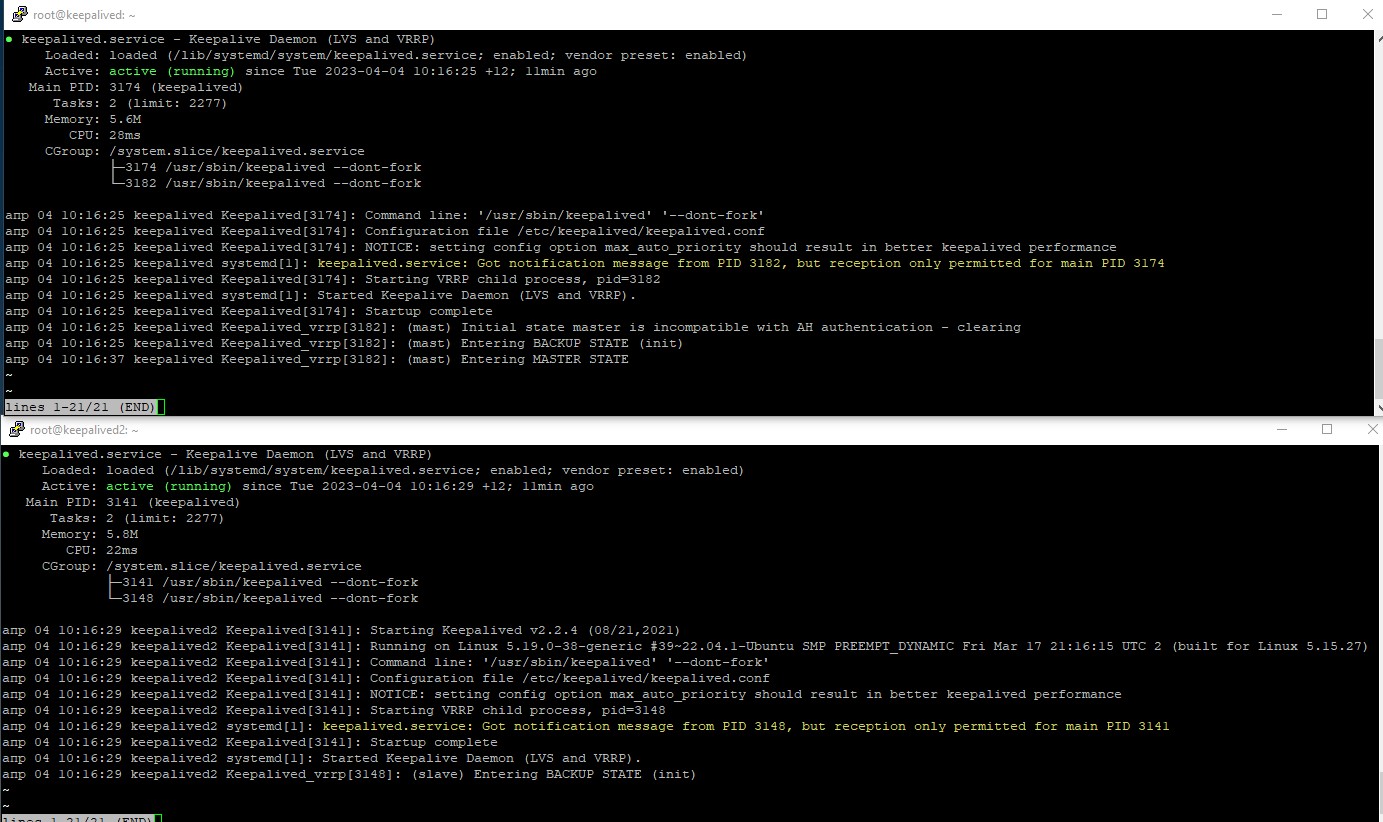 root@keepalived: ~
● keepalived.service - Keepalive Daemon (LVS and VRRP)
Loaded: loaded (/lib/systemd/system/keepalived.service; enabled; vendor preset: enabled)
Active: active (running) since Tue 2023-04-04 10:16:25 +12; 11min ago
Main PID: 3174 (keepalived)
Tasks: 2 (limit: 2277)
Memory: 5.6M
CPU: 28ms
CGroup: /system.slice/keepalived.service
├─3174 /usr/sbin/keepalived --dont-fork
└─3182 /usr/sbin/keepalived --dont-fork
апр 04 10:16:25 keepalived Keepalived[3174]: Command line: '/usr/sbin/keepalived' '--dont-fork'
апр 04 10:16:25 keepalived Keepalived[3174]: Configuration file /etc/keepalived/keepalived.conf
апр 04 10:16:25 keepalived Keepalived[3174]: NOTICE: setting config option max_auto_priority should result in better keepalived performance
апр 04 10:16:25 keepalived systemd[1]: keepalived.service: Got notification message from PID 3182, but reception only permitted for main PID 3174
апр 04 10:16:25 keepalived Keepalived[3174]: Starting VRRP child process, pid=3182
апр 04 10:16:25 keepalived systemd[1]: Started Keepalive Daemon (LVS and VRRP).
апр 04 10:16:25 keepalived Keepalived[3174]: Startup complete
апр 04 10:16:25 keepalived Keepalived_vrrp[3182]: (mast) Initial state master is incompatible with AH authentication - clearing
апр 04 10:16:25 keepalived Keepalived_vrrp[3182]: (mast) Entering BACKUP STATE (init)
апр 04 10:16:37 keepalived Keepalived_vrrp[3182]: (mast) Entering MASTER STATE
~
~
lines 1-21/21 (END)
root@keepalived2: ~
● keepalived.service - Keepalive Daemon (LVS and VRRP)
Loaded: loaded (/lib/systemd/system/keepalived.service; enabled; vendor preset: enabled)
Active: active (running) since Tue 2023-04-04 10:16:29 +12; 11min ago
Main PID: 3141 (keepalived)
Tasks: 2 (limit: 2277)
Memory: 5.8M
CPU: 22ms
CGroup: /system.slice/keepalived.service
├─3141 /usr/sbin/keepalived --dont-fork
└─3148 /usr/sbin/keepalived --dont-fork
апр 04 10:16:29 keepalived2 Keepalived[3141]: Starting Keepalived v2.2.4 (08/21,2021)
апр 04 10:16:29 keepalived2 Keepalived[3141]: Running on Linux 5.19.0-38-generic #39~22.04.1-Ubuntu SMP PREEMPT_DYNAMIC Fri Mar 17 21:16:15 UTC 2 (built for Linux 5.15.27)
апр 04 10:16:29 keepalived2 Keepalived[3141]: Command line: '/usr/sbin/keepalived' '--dont-fork'
апр 04 10:16:29 keepalived2 Keepalived[3141]: Configuration file /etc/keepalived/keepalived.conf
апр 04 10:16:29 keepalived2 Keepalived[3141]: NOTICE: setting config option max_auto_priority should result in better keepalived performance
апр 04 10:16:29 keepalived2 Keepalived[3141]: Starting VRRP child process, pid=3148
апр 04 10:16:29 keepalived2 systemd[1]: keepalived.service: Got notification message from PID 3148, but reception only permitted for main PID 3141
апр 04 10:16:29 keepalived2 Keepalived[3141]: Startup complete
апр 04 10:16:29 keepalived2 systemd[1]: Started Keepalive Daemon (LVS and VRRP).
апр 04 10:16:29 keepalived2 Keepalived_vrrp[3148]: (slave) Entering BACKUP STATE (init)
~
~
lines 1-21/21 (END)